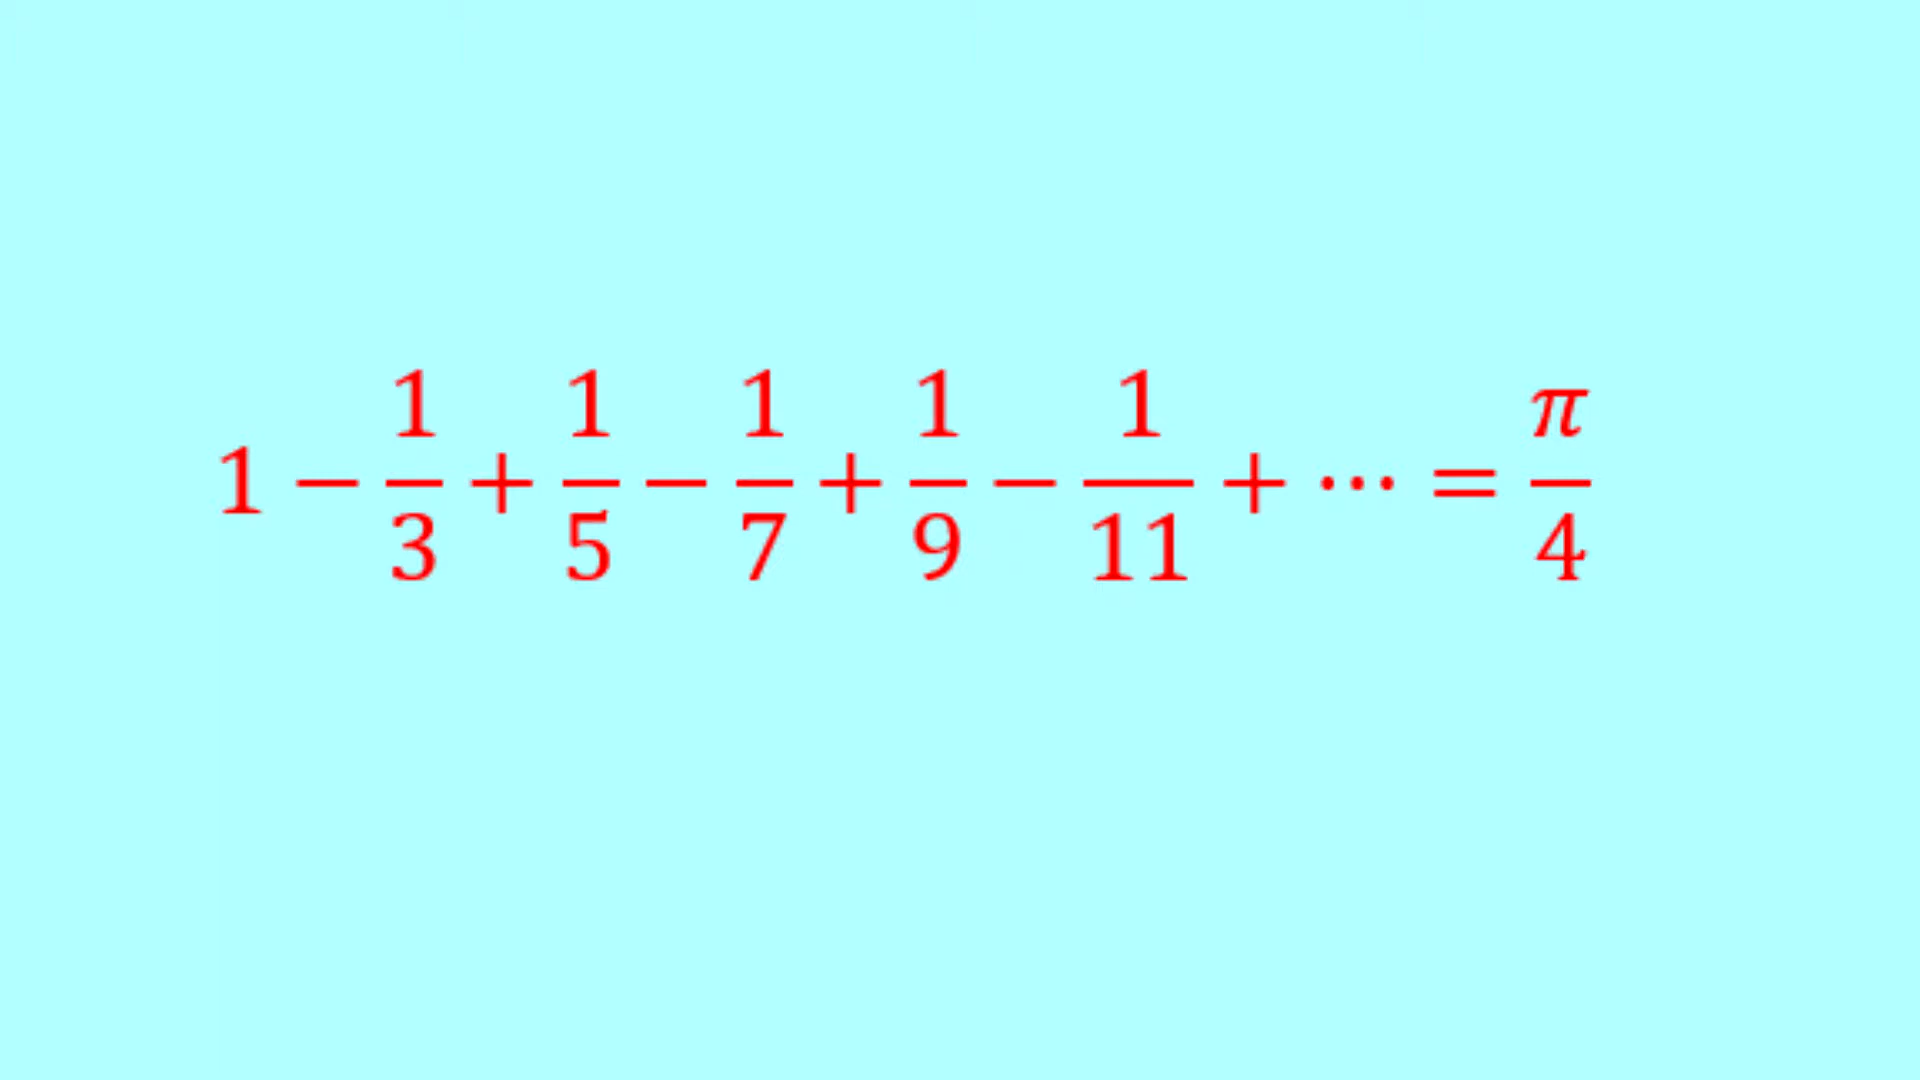 1 − 1/3 + 1/5 − 1/7 + 1/9 − 1/11 + ⋯ = π/4